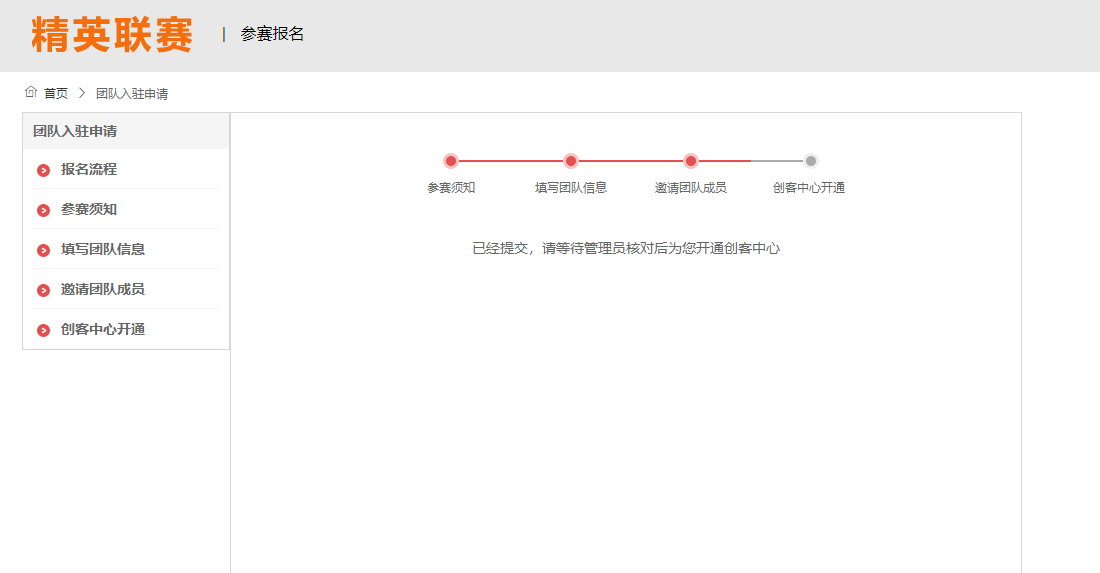 精英联赛
| 参赛报名
首页 > 团队入驻申请
团队入驻申请
报名流程
参赛须知
填写团队信息
邀请团队成员
创客中心开通
参赛须知 填写团队信息 邀请团队成员 创客中心开通
已经提交，请等待管理员核对后为您开通创客中心